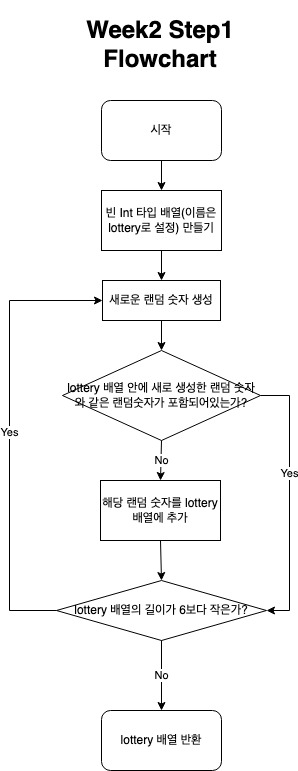 Week2 Step1
Flowchart
시작
빈 Int 타입 배열(이름은
lottery로 설정) 만들기
새로운 랜덤 숫자 생성
lottery 배열 안에 새로 생성한 랜덤 숫자
와 같은 랜덤숫자가 포함되어있는가?
Yes
No
Yes
해당 랜덤 숫자를 lottery
배열에 추가
lottery 배열의 길이가 6보다 작은가?
No
lottery 배열 반환